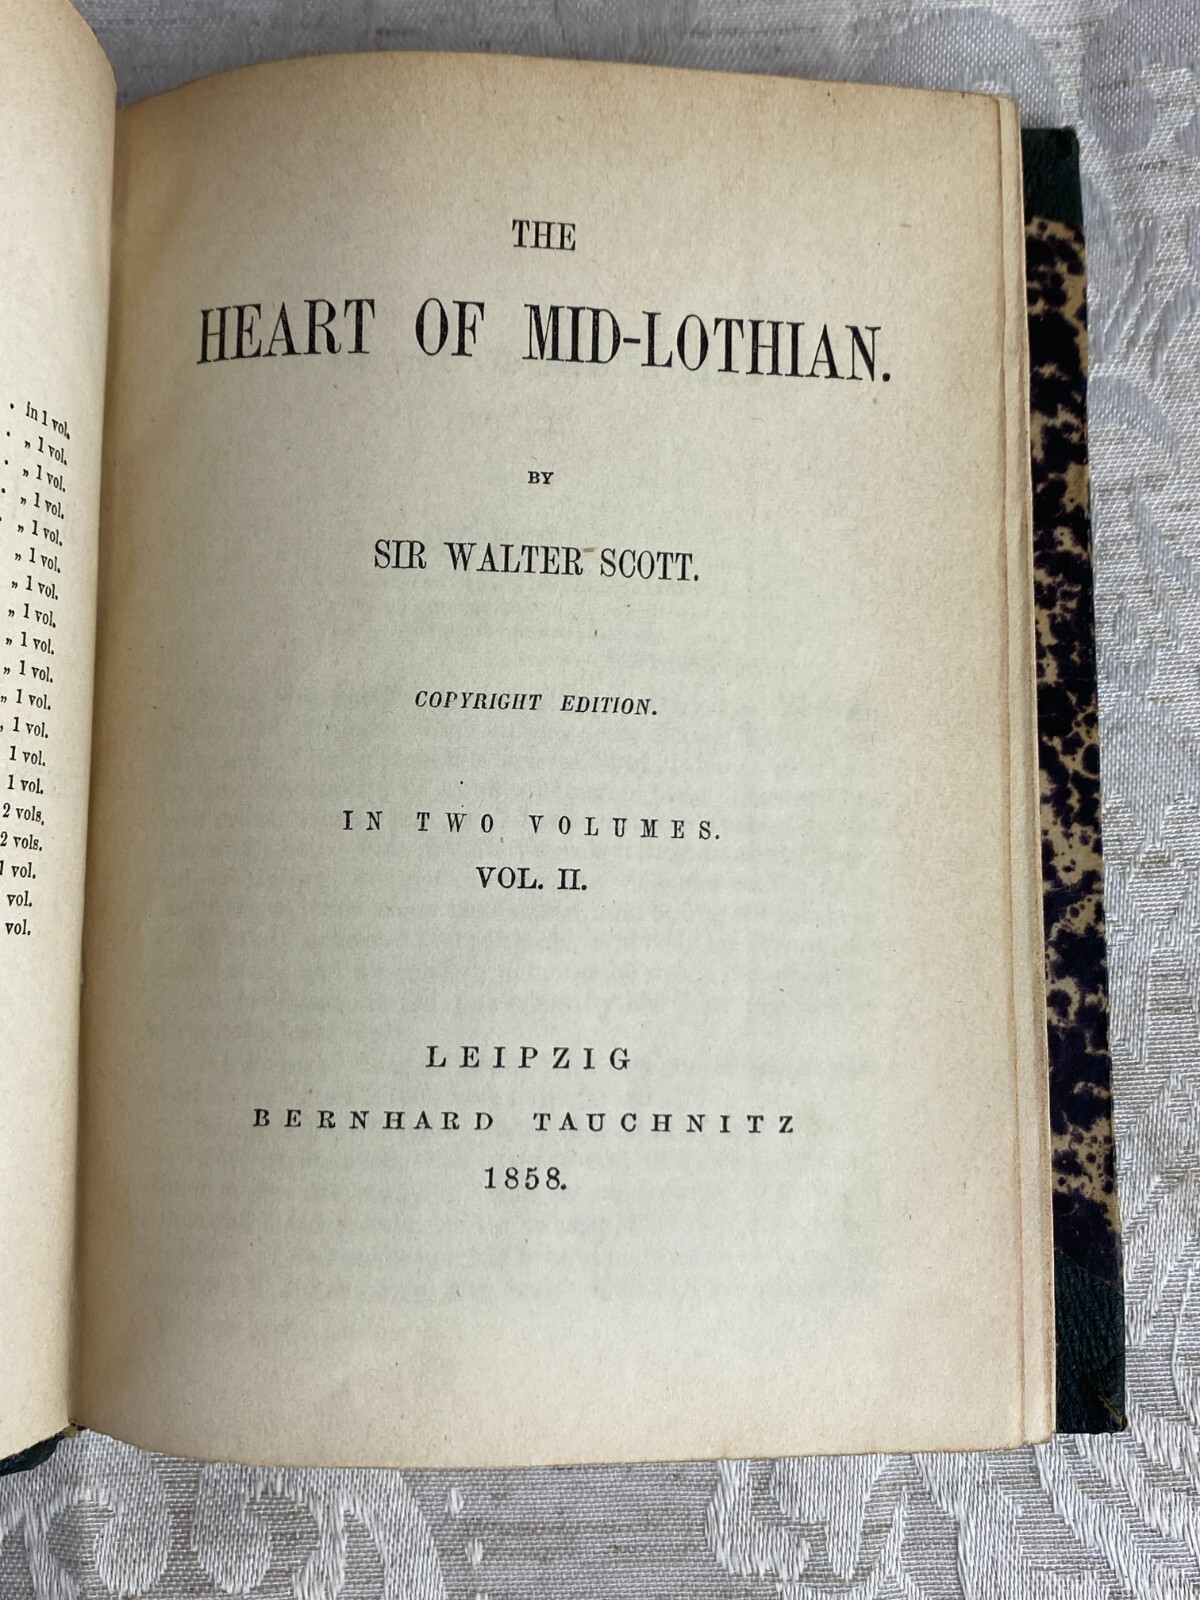 . in 1 vol.
. „ 1 vol.
. „ 1 vol.
. „ 1 vol.
. „ 1 vol.
„ 1 vol.
„ 1 vol.
„ 1 vol.
„ 1 vol.
„ 1 vol.
„ 1 vol.
1 vol.
1 vol.
1 vol.
2 vols.
2 vols.
1 vol.
vol.
vol.
THE
HEART OF MID-LOTHIAN.
BY
SIR WALTER SCOTT.
COPYRIGHT EDITION.
IN TWO VOLUMES.
VOL. II.
LEIPZIG
BERNHARD TAUCHNITZ
1858.